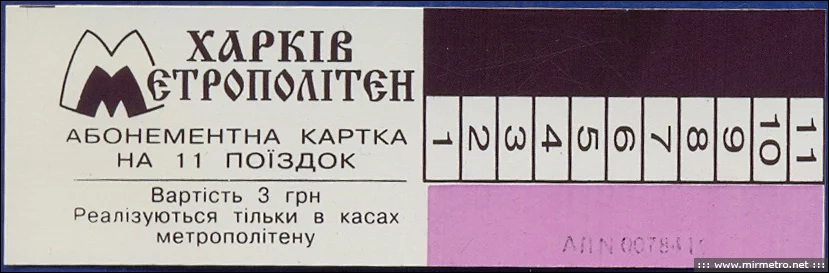 ХАРКІВ
МЕТРОПОЛІТЕН
АБОНЕМЕНТНА КАРТКА
НА 11 ПОЇЗДОК
Вартість 3 грн
Реалізуються тільки в касах
метрополітену
1 2 3 4 5 6 7 8 9 10 11
::: www.mirmetro.net :::